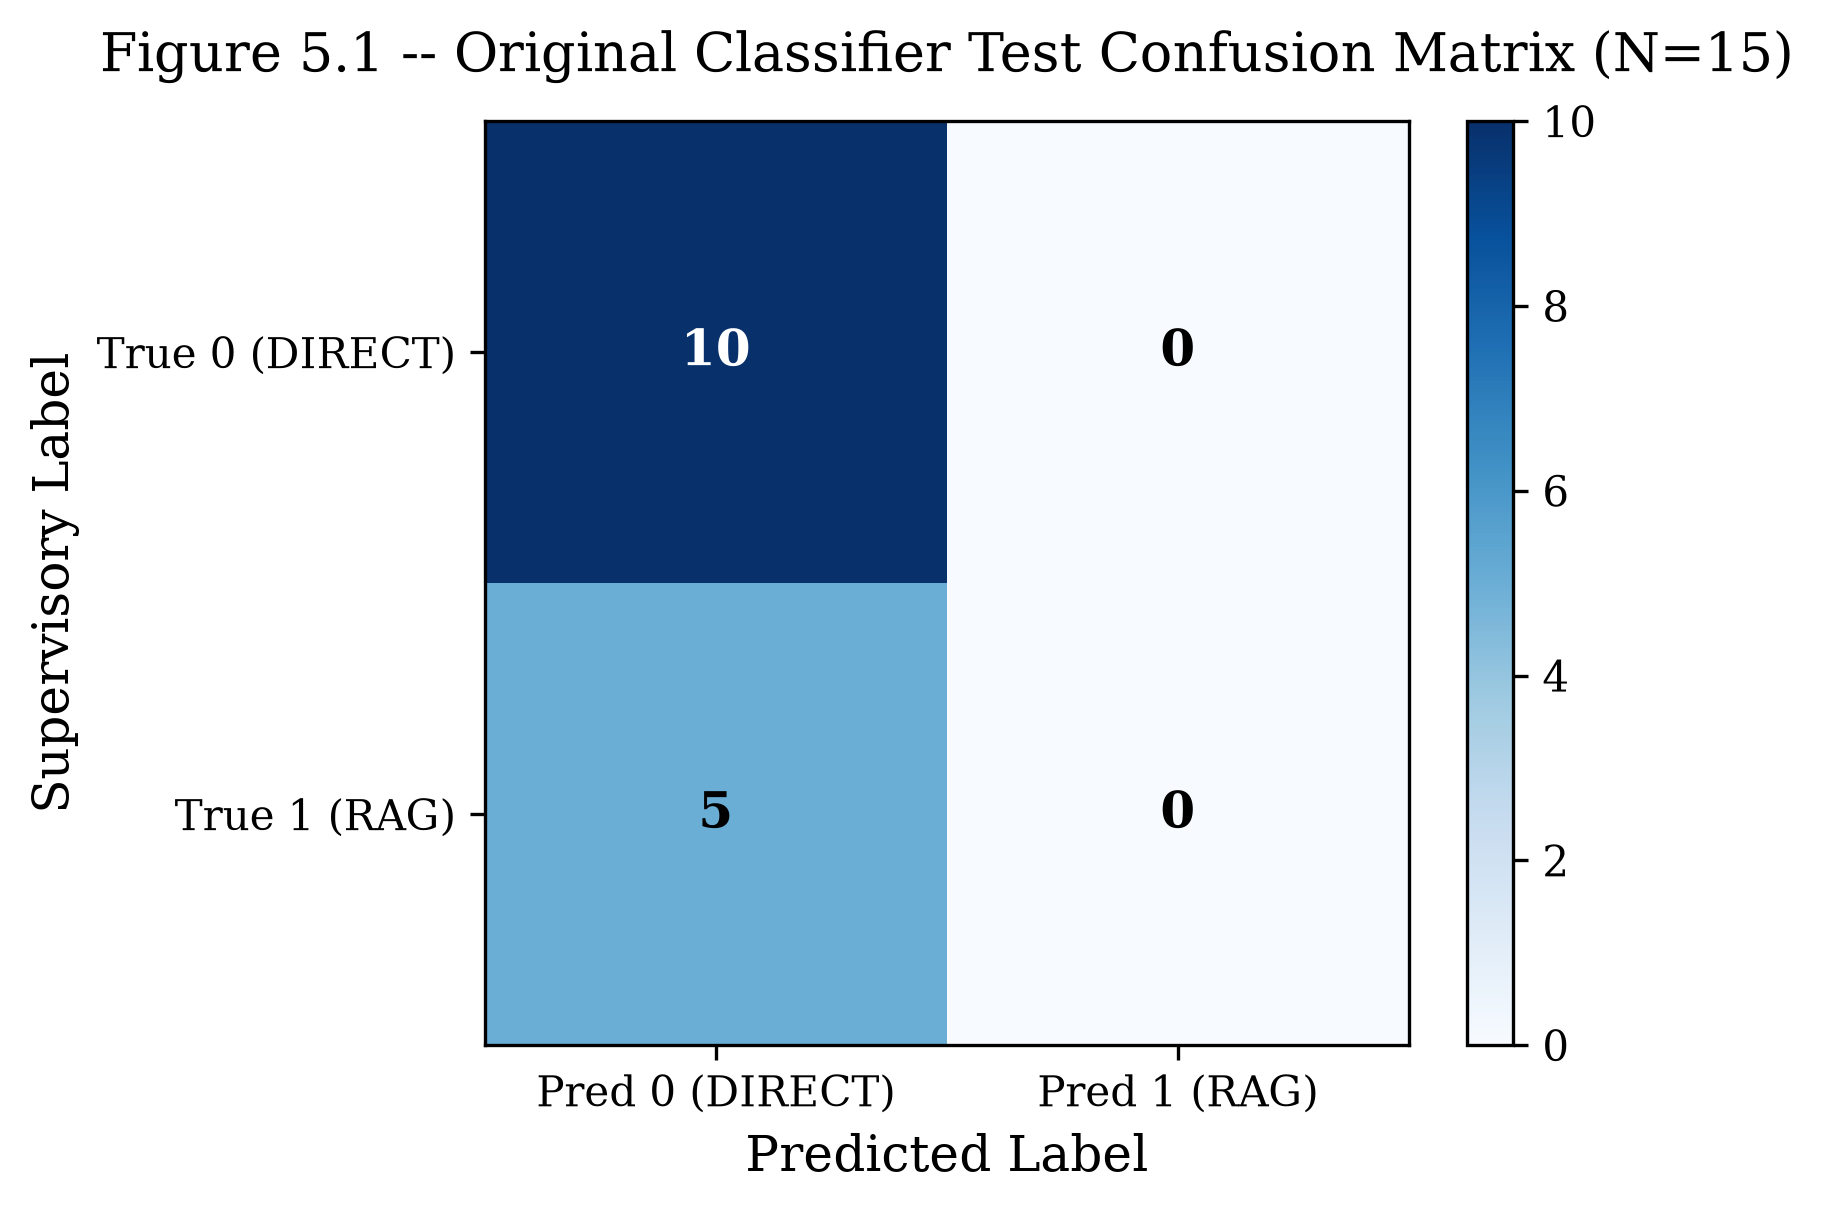 Figure 5.1 -- Original Classifier Test Confusion Matrix (N=15)
10
8
6
4
2
0
Supervisory Label
True 0 (DIRECT)
10
0
True 1 (RAG)
5
0
Pred 0 (DIRECT)
Pred 1 (RAG)
Predicted Label